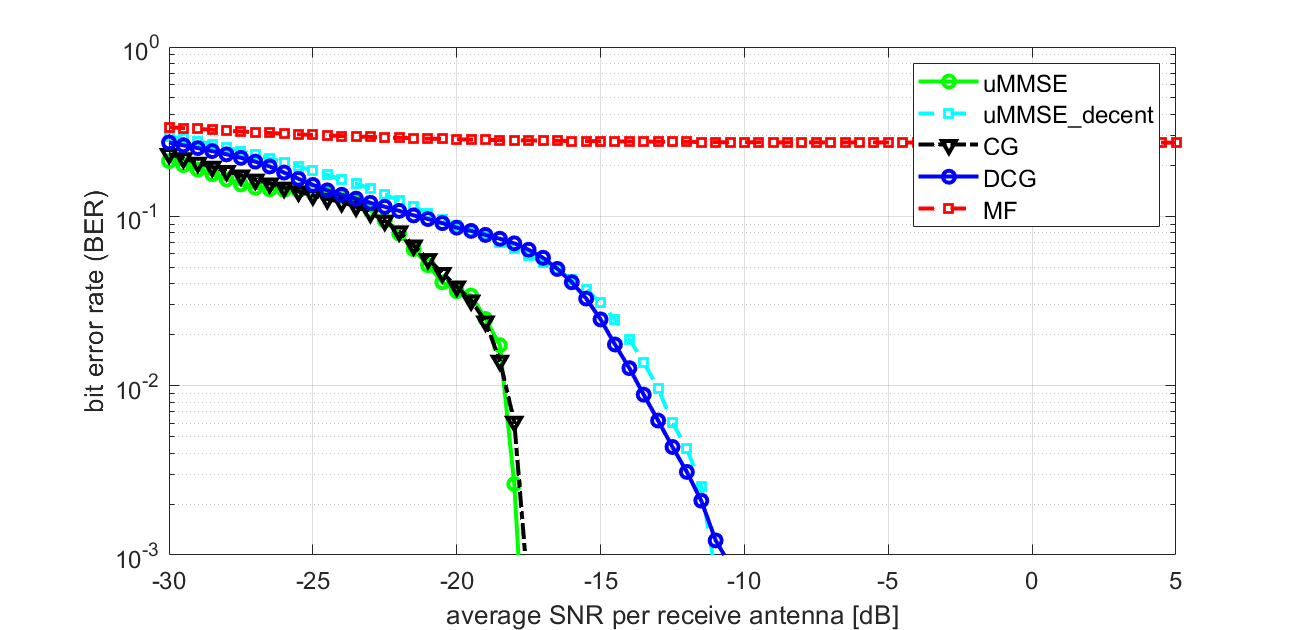 10^0
10^-1
10^-2
10^-3
bit error rate (BER)
uMMSE
uMMSE_decent
CG
DCG
MF
-30 -25 -20 -15 -10 -5 0 5
average SNR per receive antenna [dB]